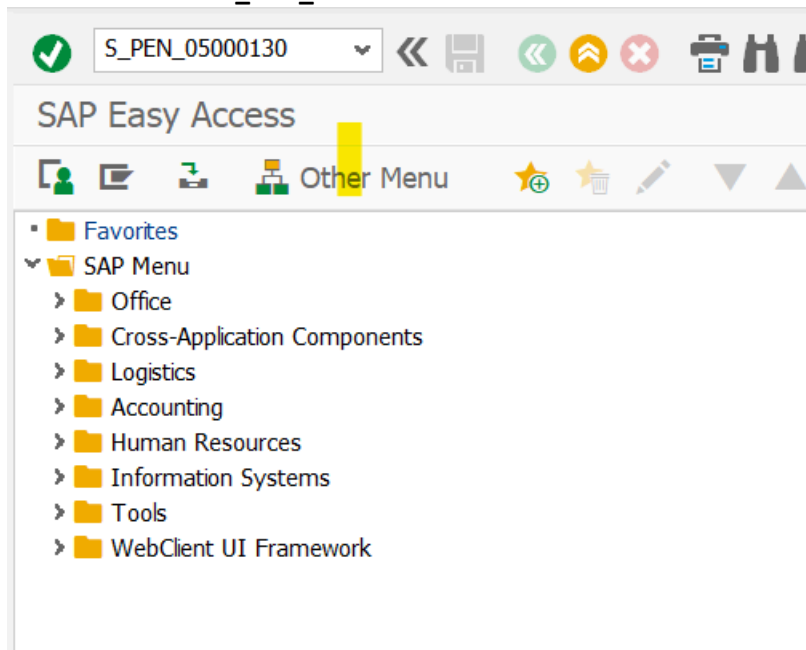 S_PEN_05000130
SAP Easy Access
Other Menu
Favorites
SAP Menu
Office
Cross-Application Components
Logistics
Accounting
Human Resources
Information Systems
Tools
WebClient UI Framework